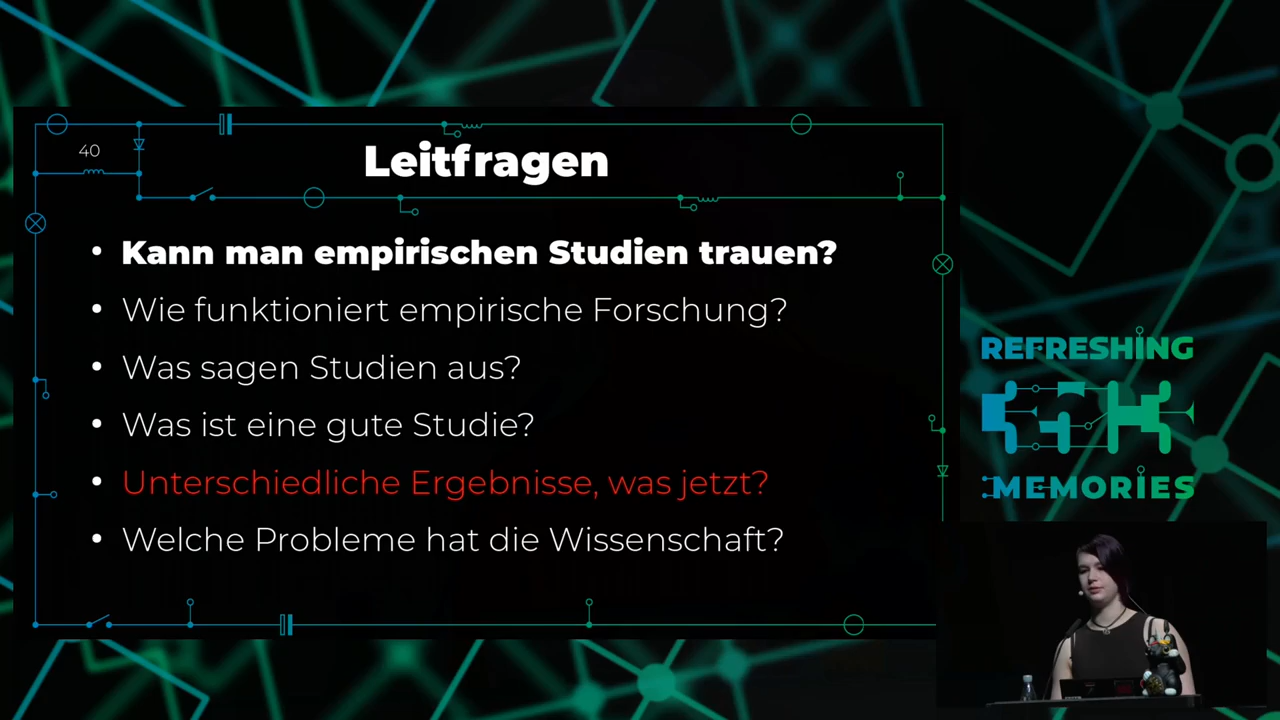 40
Leitfragen
• Kann man empirischen Studien trauen?
• Wie funktioniert empirische Forschung?
• Was sagen Studien aus?
• Was ist eine gute Studie?
• Unterschiedliche Ergebnisse, was jetzt?
• Welche Probleme hat die Wissenschaft?
REFRESHING
MEMORIES